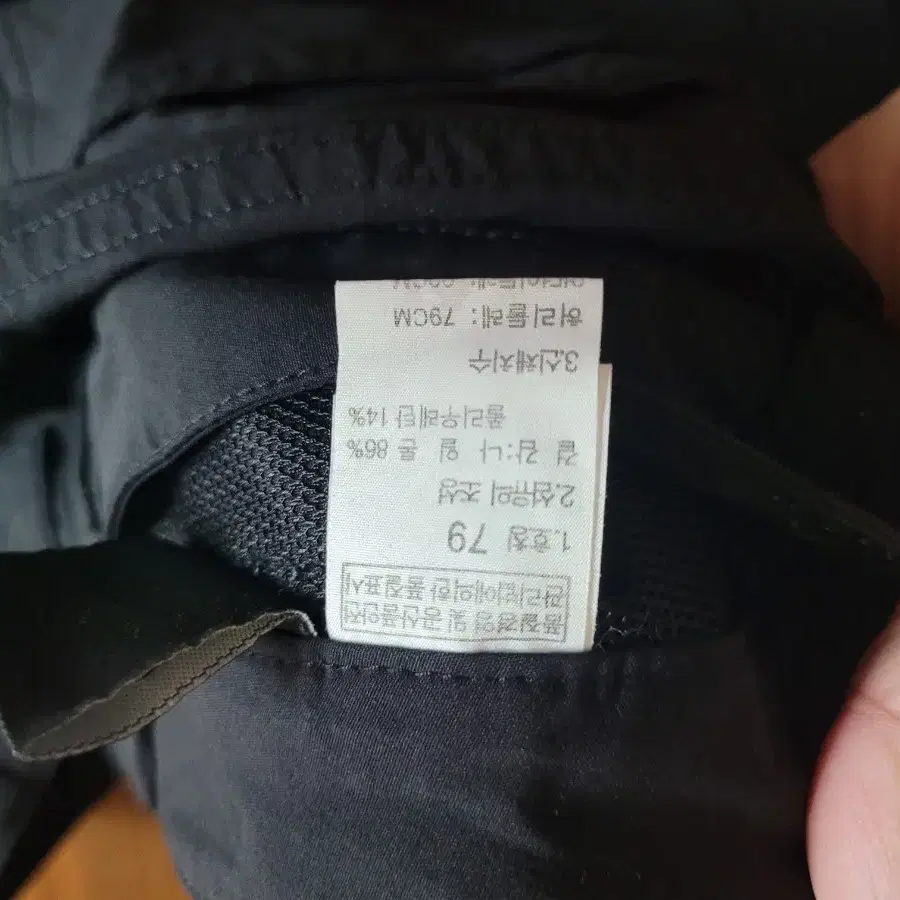 품질경영 및 공산품안전
관리법에의한 품질표시
1.호칭 79
2.섬유의 조성
겉 감:나 일 론 86%
폴리우레탄 14%
3.신체치수
허리둘레: 79CM